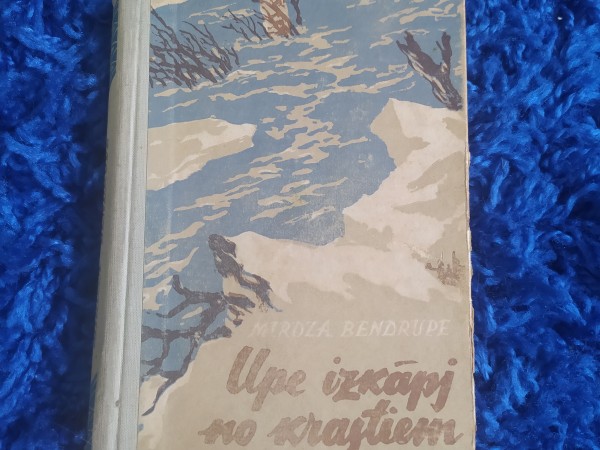 MIRDZA BENDRUPE
Upe izkāpj
no krastiem